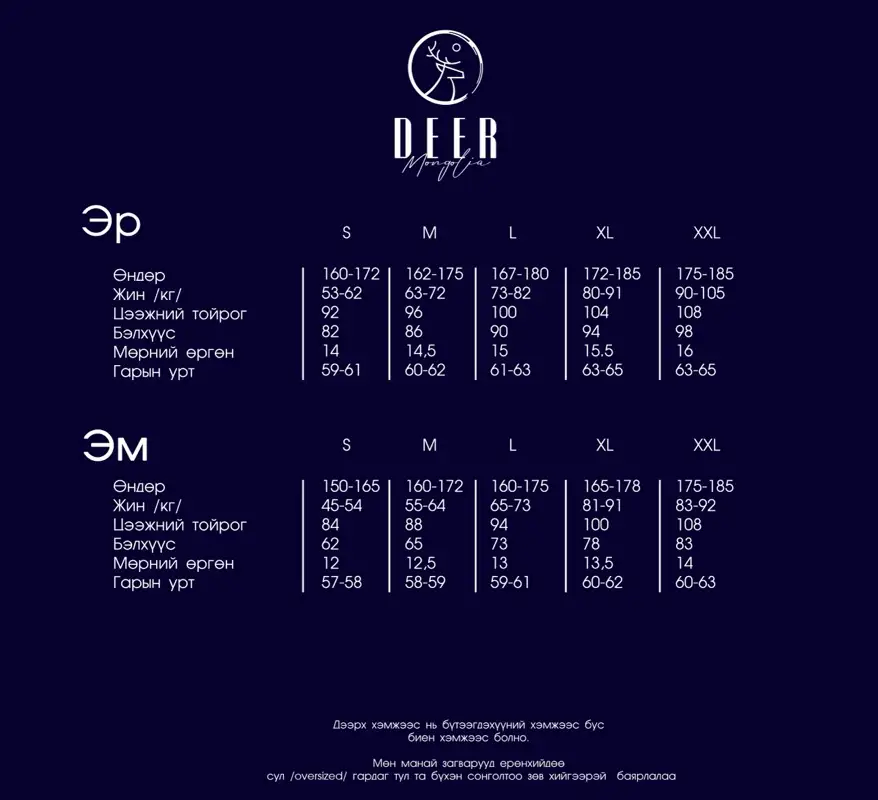 DEER
Mongolia
Эр S M L XL XXL
Өндөр 160-172 162-175 167-180 172-185 175-185
Жин /кг/ 53-62 63-72 73-82 80-91 90-105
Цээжний тойрог 92 96 100 104 108
Бэлхүүс 82 86 90 94 98
Мөрний өргөн 14 14,5 15 15.5 16
Гарын урт 59-61 60-62 61-63 63-65 63-65
Эм S M L XL XXL
Өндөр 150-165 160-172 160-175 165-178 175-185
Жин /кг/ 45-54 55-64 65-73 81-91 83-92
Цээжний тойрог 84 88 94 100 108
Бэлхүүс 62 65 73 78 83
Мөрний өргөн 12 12,5 13 13,5 14
Гарын урт 57-58 58-59 59-61 60-62 60-63
Дээрх хэмжээс нь бүтээгдэхүүний хэмжээс бус
биен хэмжээс болно.
Мөн манай загварууд ерөнхийдөө
сул /oversized/ гардаг тул та бүхэн сонголтоо зөв хийгээрэй баярлалаа